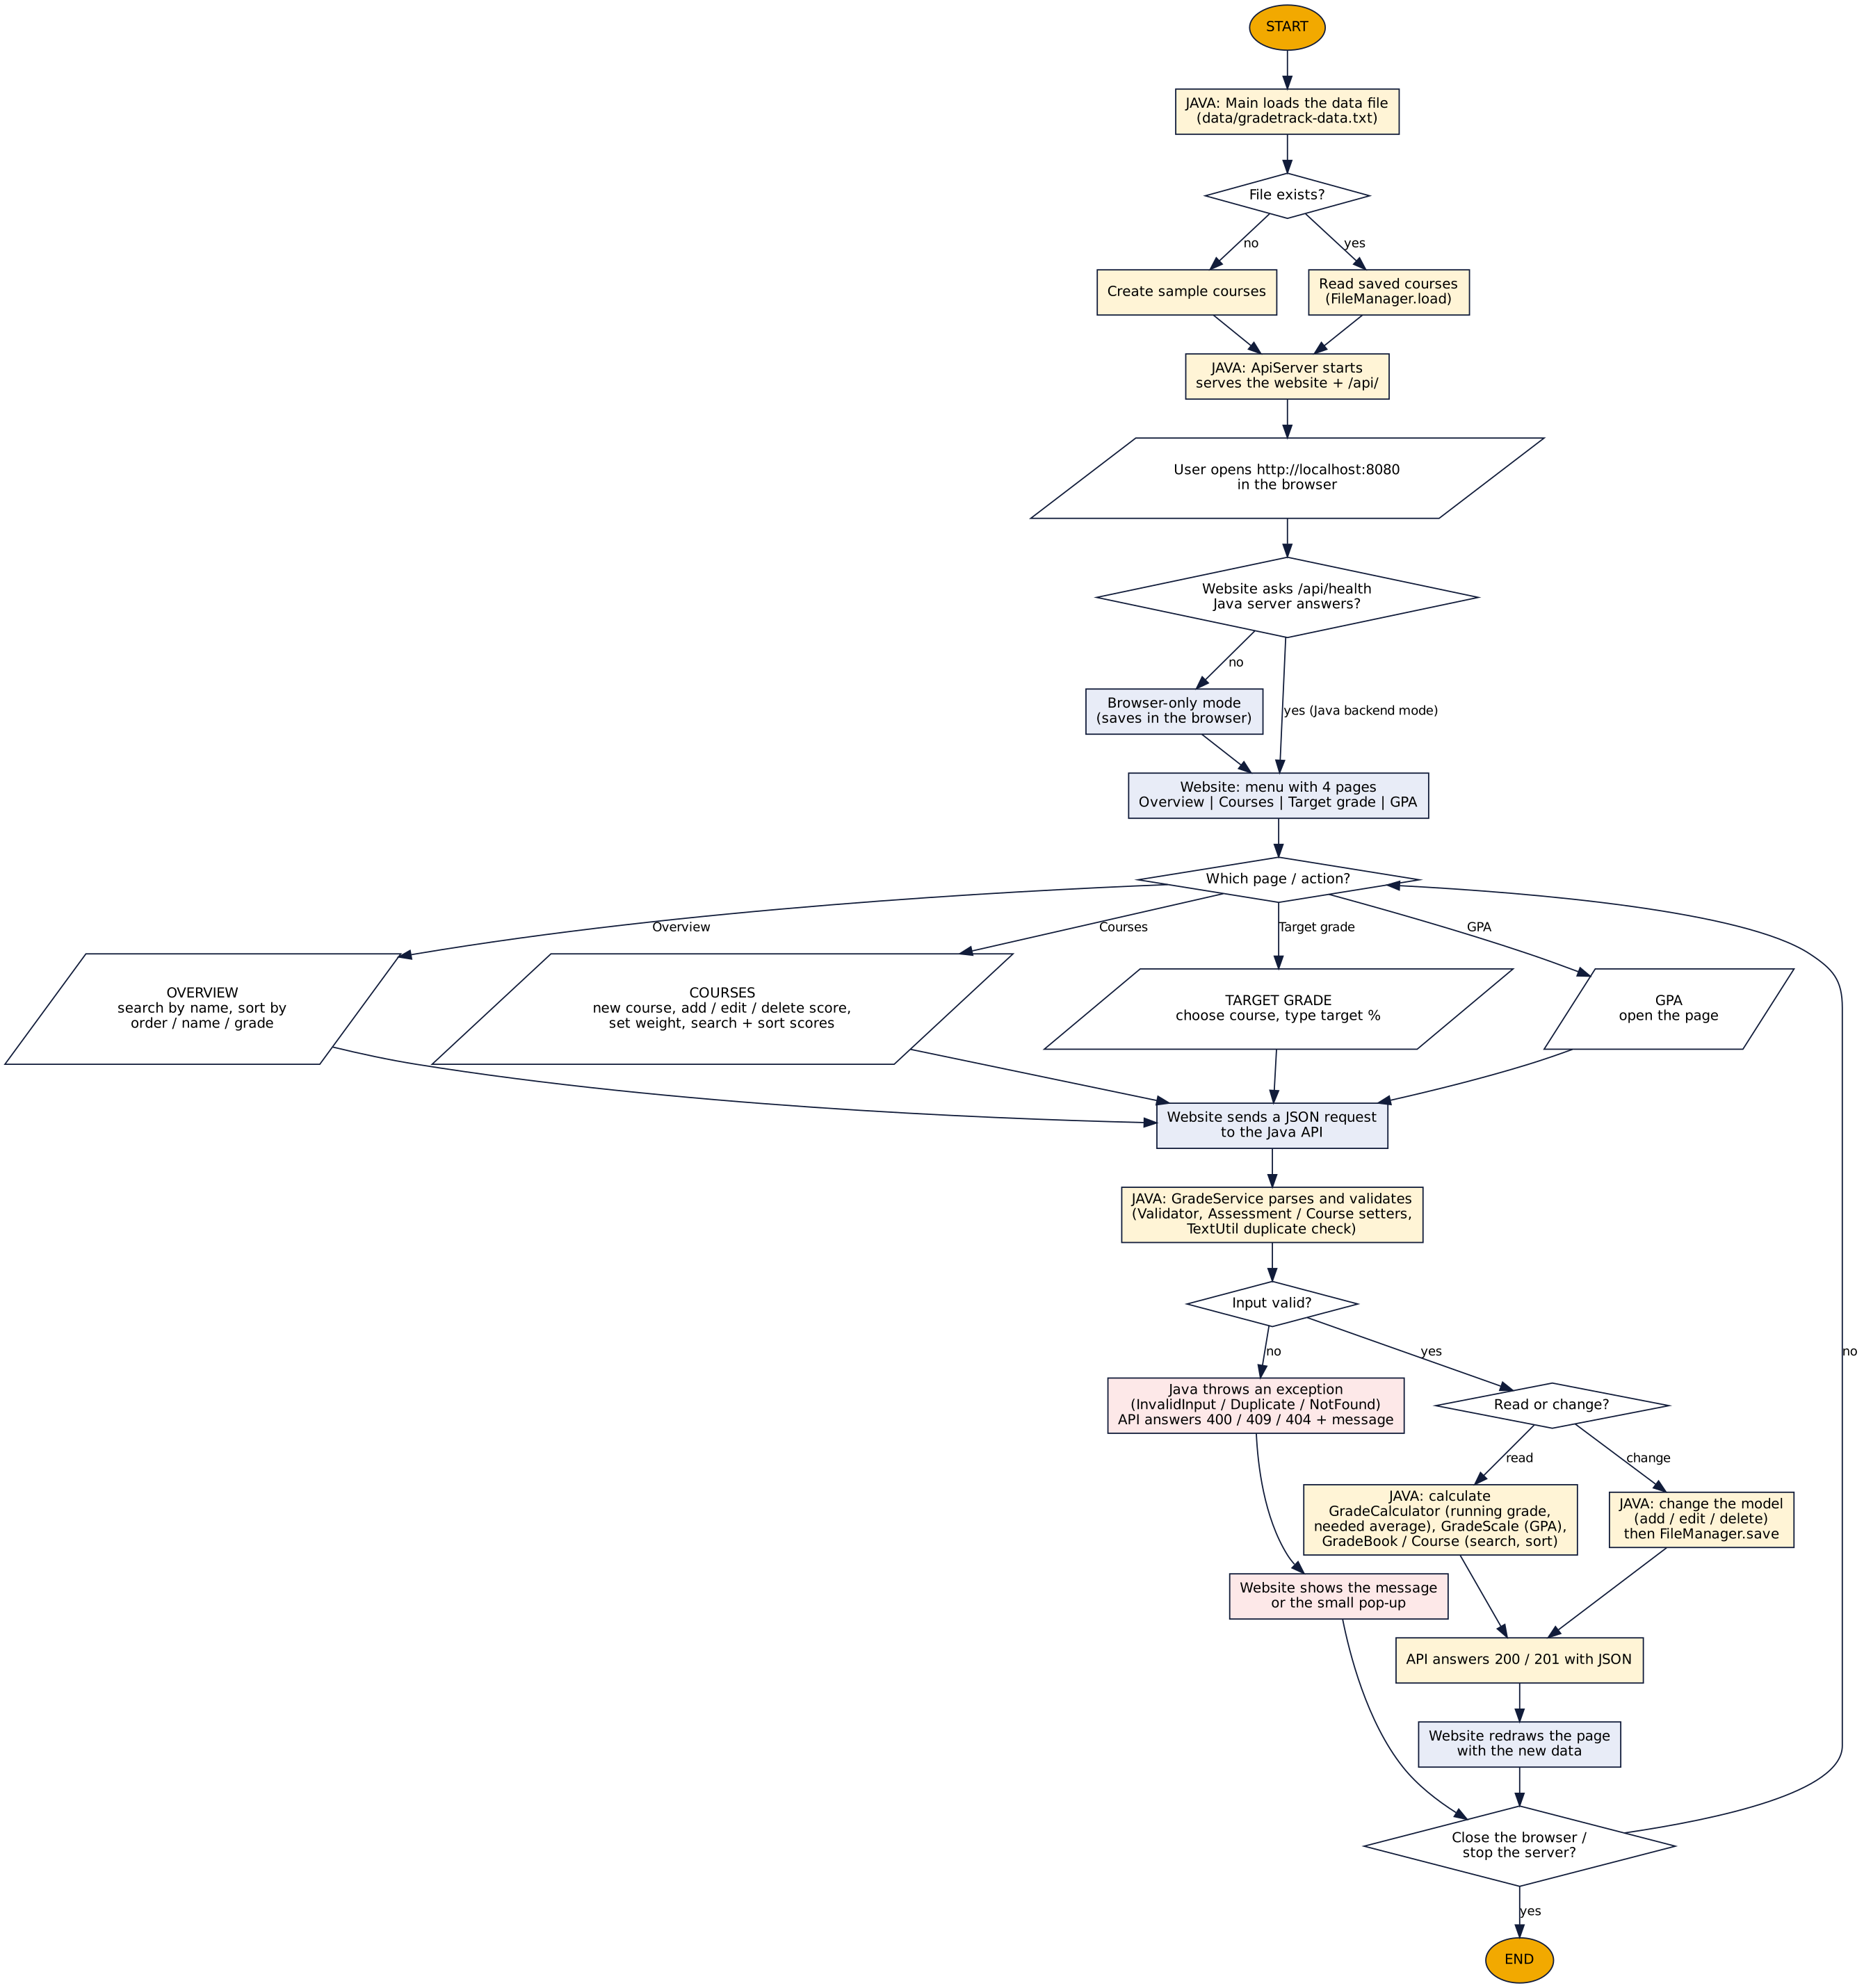 START
JAVA: Main loads the data file
(data/gradetrack-data.txt)
File exists?
no
yes
Create sample courses
Read saved courses
(FileManager.load)
JAVA: ApiServer starts
serves the website + /api/
User opens http://localhost:8080
in the browser
Website asks /api/health
Java server answers?
no
Browser-only mode
(saves in the browser)
yes (Java backend mode)
Website: menu with 4 pages
Overview | Courses | Target grade | GPA
Which page / action?
Overview
Courses
Target grade
GPA
OVERVIEW
search by name, sort by
order / name / grade
COURSES
new course, add / edit / delete score,
set weight, search + sort scores
TARGET GRADE
choose course, type target %
GPA
open the page
Website sends a JSON request
to the Java API
JAVA: GradeService parses and validates
(Validator, Assessment / Course setters,
TextUtil duplicate check)
Input valid?
no
yes
no
Java throws an exception
(InvalidInput / Duplicate / NotFound)
API answers 400 / 409 / 404 + message
Read or change?
read
change
JAVA: calculate
GradeCalculator (running grade,
needed average), GradeScale (GPA),
GradeBook / Course (search, sort)
JAVA: change the model
(add / edit / delete)
then FileManager.save
Website shows the message
or the small pop-up
API answers 200 / 201 with JSON
Website redraws the page
with the new data
Close the browser /
stop the server?
yes
END